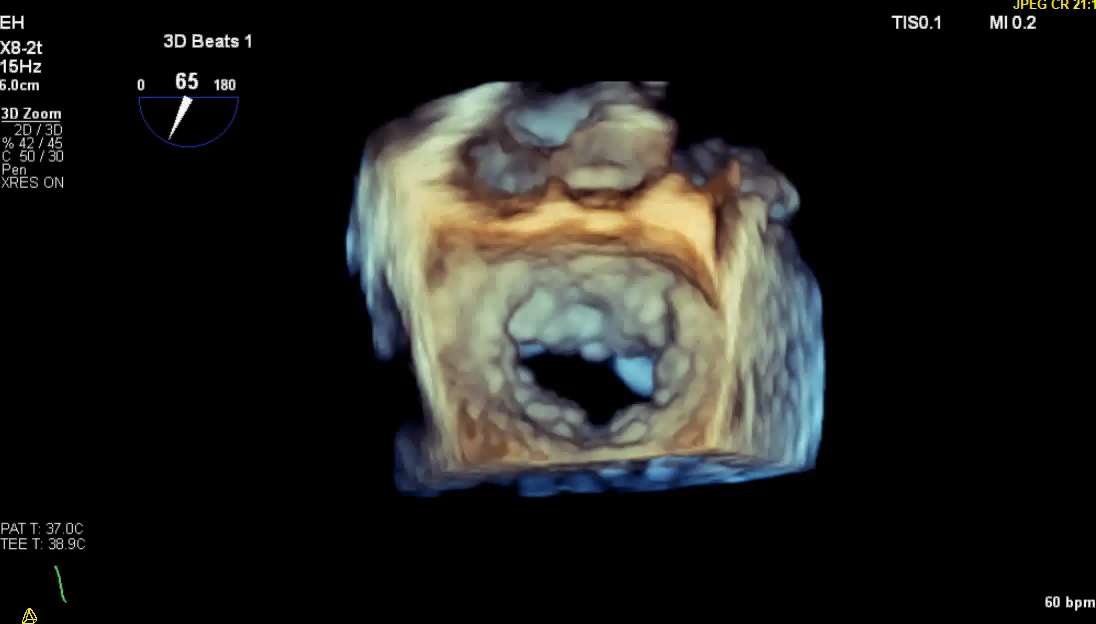 JPEG CR 21:1
EH
TIS0.1 MI 0.2
X8-2t
15Hz
6.0cm
3D Beats 1
0 65 180
3D Zoom
2D / 3D
% 42 / 45
C 50 / 30
Pen
XRES ON
PAT T: 37.0C
TEE T: 38.9C
60 bpm